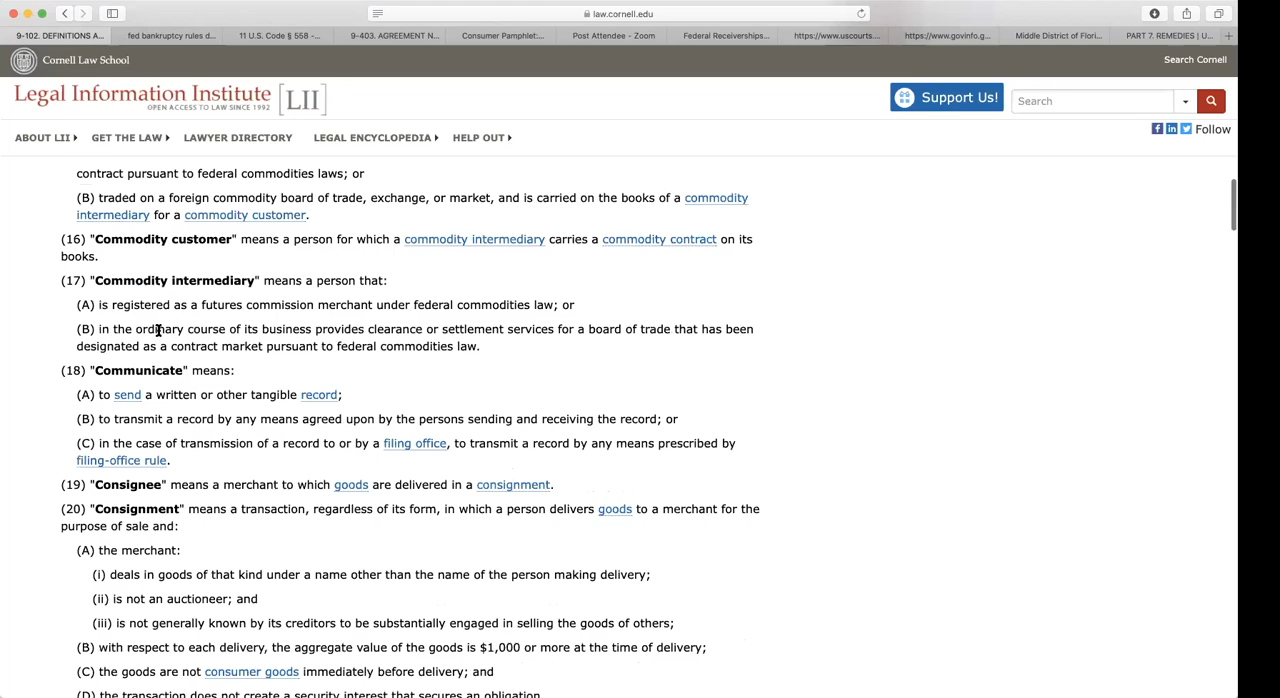 law.cornell.edu
9-102. DEFINITIONS A...
fed bankruptcy rules d...
11 U.S. Code § 558 -...
9-403. AGREEMENT N...
Consumer Pamphlet:...
Post Attendee - Zoom
Federal Receiverships...
https://www.uscourts....
https://www.govinfo.g...
Middle District of Flori...
PART 7. REMEDIES | U...
Cornell Law School
Search Cornell
Legal Information Institute [LII]
OPEN ACCESS TO LAW SINCE 1992
Support Us!
Search
ABOUT LII
GET THE LAW
LAWYER DIRECTORY
LEGAL ENCYCLOPEDIA
HELP OUT
Follow
contract pursuant to federal commodities laws; or
(B) traded on a foreign commodity board of trade, exchange, or market, and is carried on the books of a commodity
intermediary for a commodity customer.
(16) "Commodity customer" means a person for which a commodity intermediary carries a commodity contract on its
books.
(17) "Commodity intermediary" means a person that:
(A) is registered as a futures commission merchant under federal commodities law; or
(B) in the ordinary course of its business provides clearance or settlement services for a board of trade that has been
designated as a contract market pursuant to federal commodities law.
(18) "Communicate" means:
(A) to send a written or other tangible record;
(B) to transmit a record by any means agreed upon by the persons sending and receiving the record; or
(C) in the case of transmission of a record to or by a filing office, to transmit a record by any means prescribed by
filing-office rule.
(19) "Consignee" means a merchant to which goods are delivered in a consignment.
(20) "Consignment" means a transaction, regardless of its form, in which a person delivers goods to a merchant for the
purpose of sale and:
(A) the merchant:
(i) deals in goods of that kind under a name other than the name of the person making delivery;
(ii) is not an auctioneer; and
(iii) is not generally known by its creditors to be substantially engaged in selling the goods of others;
(B) with respect to each delivery, the aggregate value of the goods is $1,000 or more at the time of delivery;
(C) the goods are not consumer goods immediately before delivery; and
(D) the transaction does not create a security interest that secures an obligation.